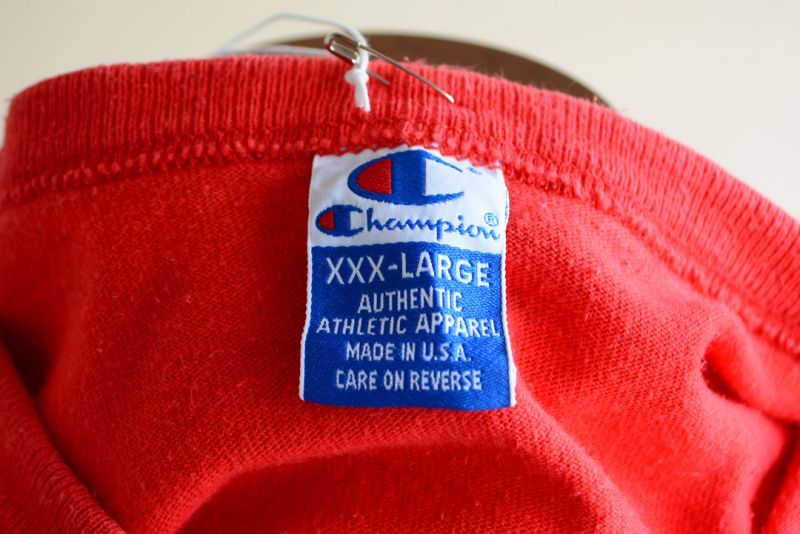 Champion®
XXX-LARGE
AUTHENTIC
ATHLETIC APPAREL
MADE IN U.S.A.
CARE ON REVERSE